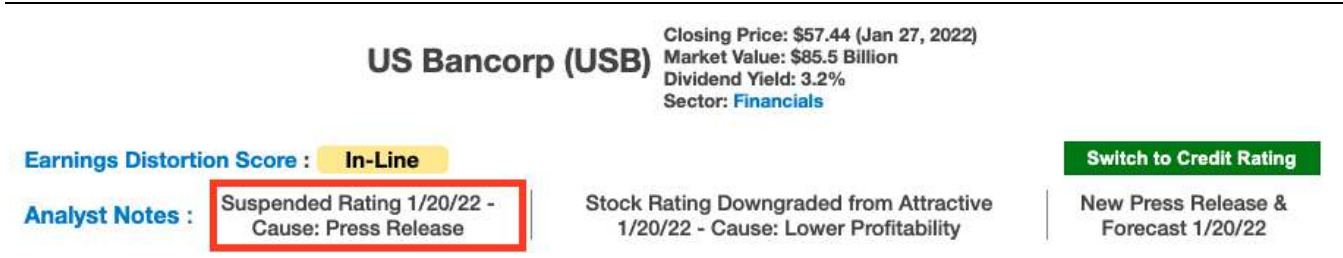 US Bancorp (USB)
Closing Price: $57.44 (Jan 27, 2022)
Market Value: $85.5 Billion
Dividend Yield: 3.2%
Sector: Financials
Earnings Distortion Score : In-Line
Switch to Credit Rating
Analyst Notes :
Suspended Rating 1/20/22 -
Cause: Press Release
Stock Rating Downgraded from Attractive
1/20/22 - Cause: Lower Profitability
New Press Release &
Forecast 1/20/22